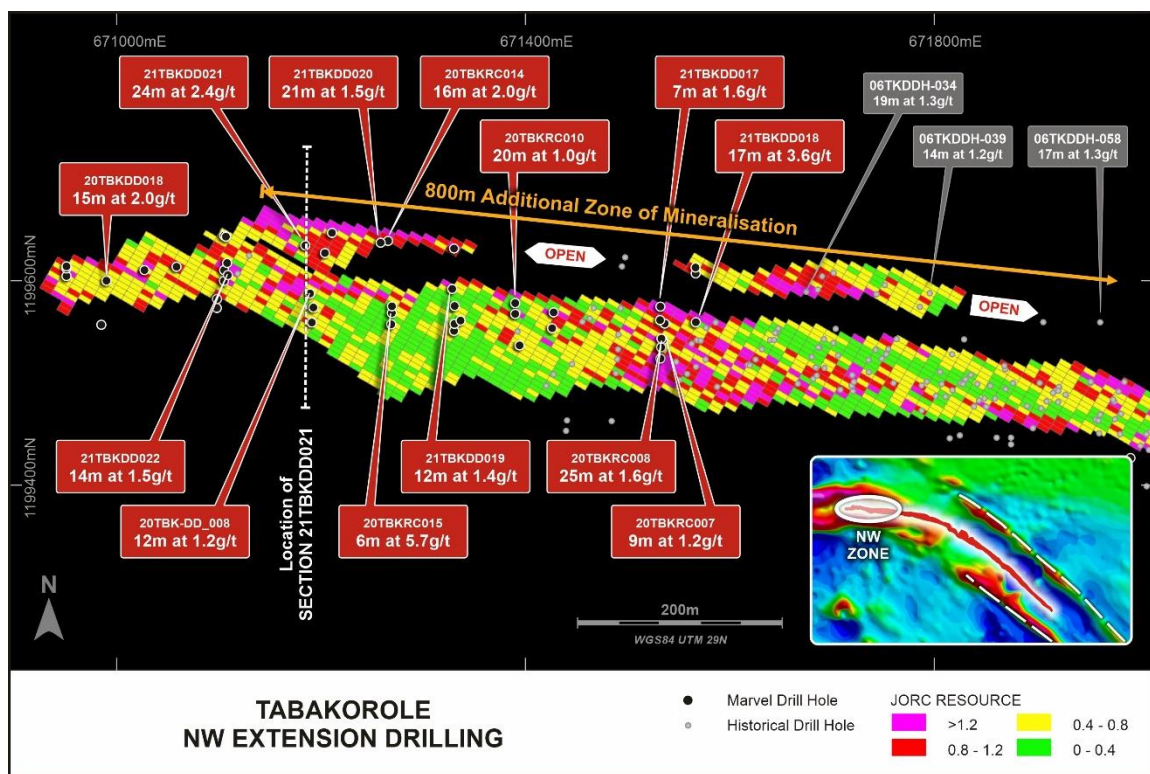 671000mE
671400mE
671800mE
21TBKDD021
24m at 2.4g/t
21TBKDD020
21m at 1.5g/t
20TBKRC014
16m at 2.0g/t
21TBKDD017
7m at 1.6g/t
06TKDDH-034
19m at 1.3g/t
20TBKRC010
20m at 1.0g/t
21TBKDD018
17m at 3.6g/t
06TKDDH-039
14m at 1.2g/t
06TKDDH-058
17m at 1.3g/t
20TBKDD018
15m at 2.0g/t
800m Additional Zone of Mineralisation
OPEN
OPEN
1199600mN
1199400mN
21TBKDD022
14m at 1.5g/t
20TBK-DD_008
12m at 1.2g/t
Location of
SECTION 21TBKDD021
20TBKRC015
6m at 5.7g/t
21TBKDD019
12m at 1.4g/t
20TBKRC008
25m at 1.6g/t
20TBKRC007
9m at 1.2g/t
NW
ZONE
N
200m
WGS84 UTM 29N
TABAKOROLE
NW EXTENSION DRILLING
Marvel Drill Hole
Historical Drill Hole
JORC RESOURCE
>1.2
0.8 - 1.2
0.4 - 0.8
0 - 0.4